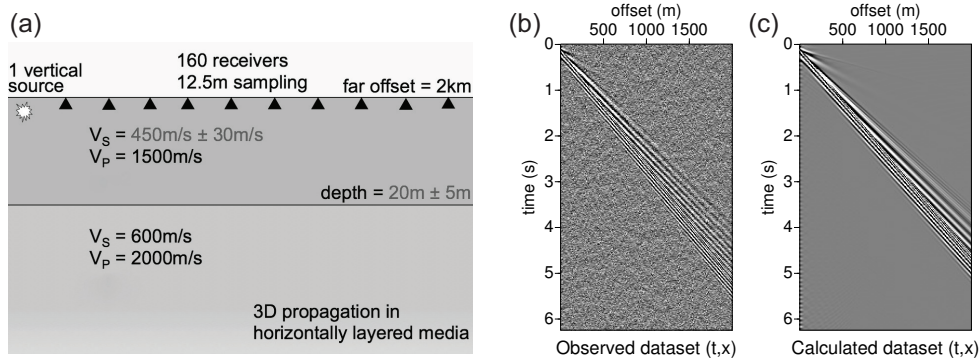 (a)
1 vertical
source
160 receivers
12.5m sampling
far offset = 2km
V_S = 450m/s ± 30m/s
V_P = 1500m/s
depth = 20m ± 5m
V_S = 600m/s
V_P = 2000m/s
3D propagation in
horizontally layered media
(b)
offset (m)
500 1000 1500
time (s)
0
1
2
3
4
5
6
Observed dataset (t,x)
(c)
offset (m)
500 1000 1500
time (s)
0
1
2
3
4
5
6
Calculated dataset (t,x)